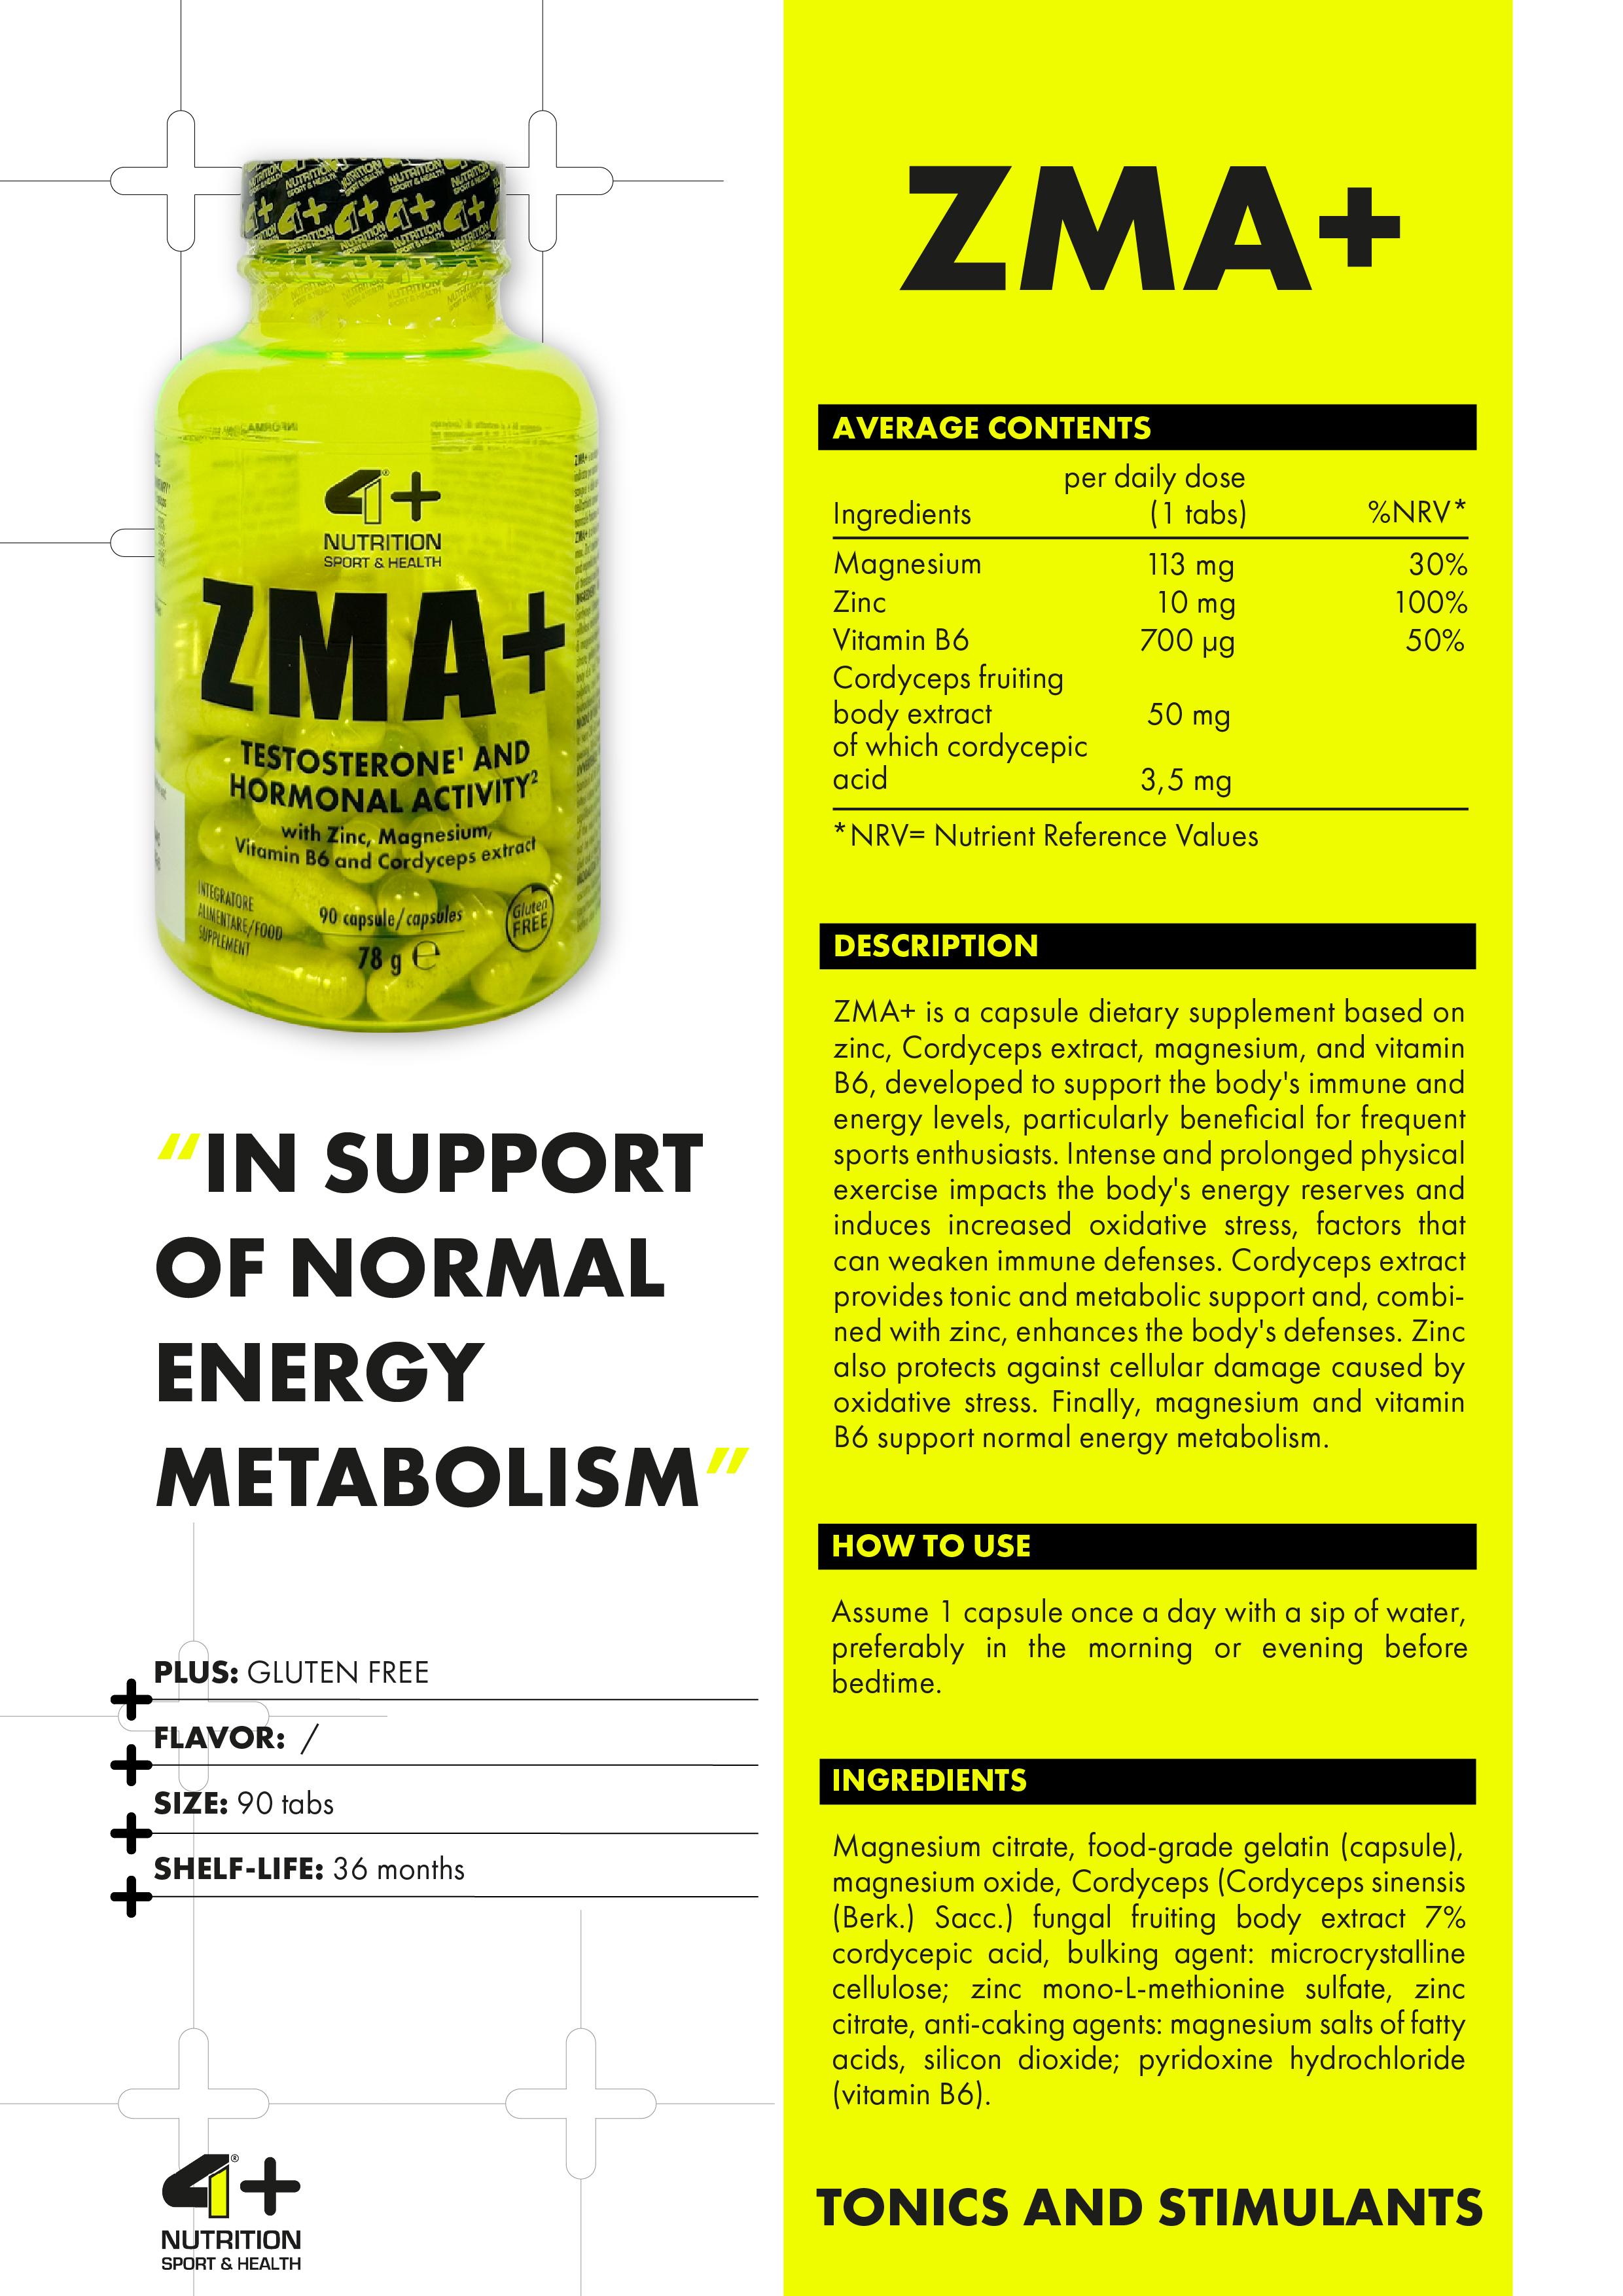 4+
NUTRITION
SPORT & HEALTH
ZMA+
TESTOSTERONE¹ AND
HORMONAL ACTIVITY²
with Zinc, Magnesium,
Vitamin B6 and Cordyceps extract
INTEGRATORE
ALIMENTARE/FOOD
SUPPLEMENT
90 capsule/capsules
78 g ℮
Gluten
FREE
“IN SUPPORT
OF NORMAL
ENERGY
METABOLISM”
PLUS: GLUTEN FREE
FLAVOR: /
SIZE: 90 tabs
SHELF-LIFE: 36 months
4+®
NUTRITION
SPORT & HEALTH
ZMA+
AVERAGE CONTENTS
per daily dose
Ingredients (1 tabs) %NRV*
Magnesium 113 mg 30%
Zinc 10 mg 100%
Vitamin B6 700 µg 50%
Cordyceps fruiting
body extract 50 mg
of which cordycepic
acid 3,5 mg
*NRV= Nutrient Reference Values
DESCRIPTION
ZMA+ is a capsule dietary supplement based on
zinc, Cordyceps extract, magnesium, and vitamin
B6, developed to support the body's immune and
energy levels, particularly beneficial for frequent
sports enthusiasts. Intense and prolonged physical
exercise impacts the body's energy reserves and
induces increased oxidative stress, factors that
can weaken immune defenses. Cordyceps extract
provides tonic and metabolic support and, combi-
ned with zinc, enhances the body's defenses. Zinc
also protects against cellular damage caused by
oxidative stress. Finally, magnesium and vitamin
B6 support normal energy metabolism.
HOW TO USE
Assume 1 capsule once a day with a sip of water,
preferably in the morning or evening before
bedtime.
INGREDIENTS
Magnesium citrate, food-grade gelatin (capsule),
magnesium oxide, Cordyceps (Cordyceps sinensis
(Berk.) Sacc.) fungal fruiting body extract 7%
cordycepic acid, bulking agent: microcrystalline
cellulose; zinc mono-L-methionine sulfate, zinc
citrate, anti-caking agents: magnesium salts of fatty
acids, silicon dioxide; pyridoxine hydrochloride
(vitamin B6).
TONICS AND STIMULANTS